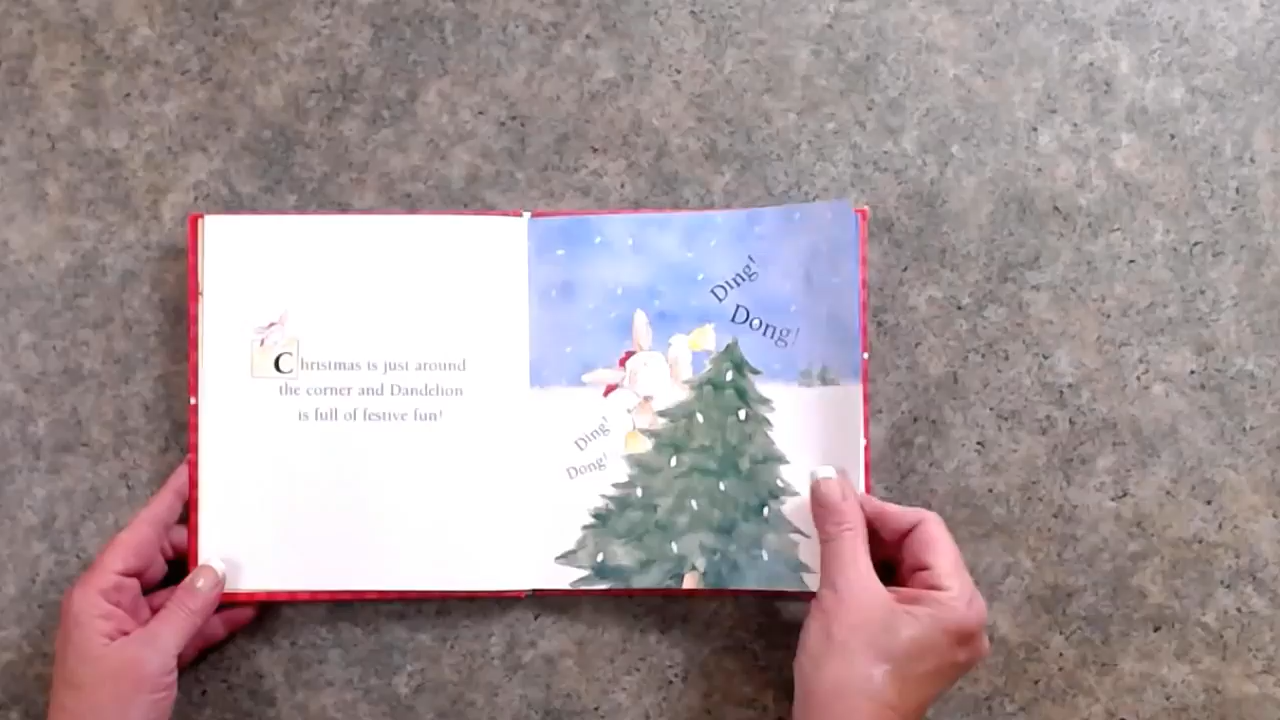 Christmas is just around
the corner and Dandelion
is full of festive fun!
Ding!
Dong!
Ding!
Dong!